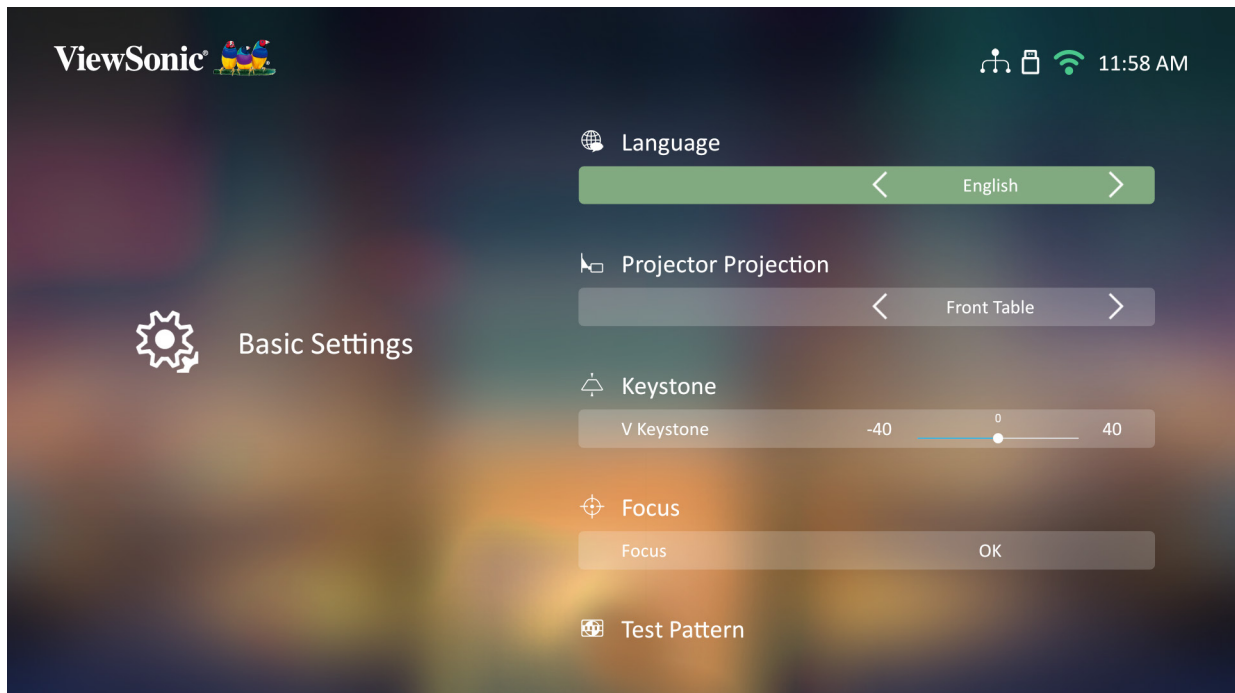 ViewSonic®
11:58 AM
Language
English
Projector Projection
Front Table
Basic Settings
Keystone
V Keystone -40 0 40
Focus
Focus OK
Test Pattern